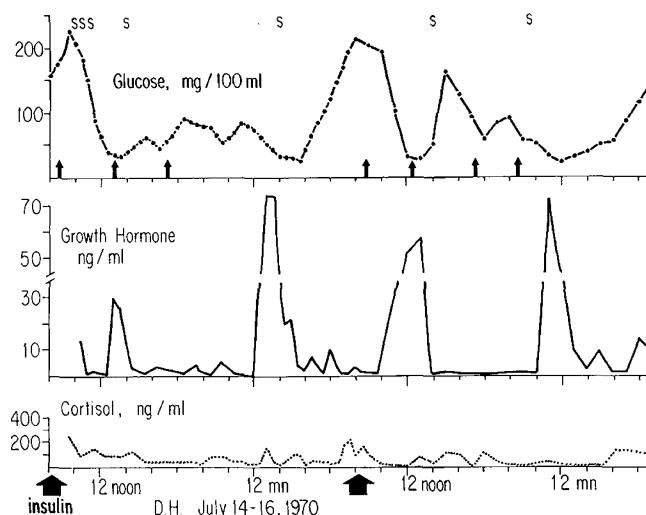 SSS S S S S
200
Glucose, mg/100 ml
100
70
Growth Hormone
50
ng/ml
30
10
Cortisol, ng/ml
400
200
12 noon 12 mn 12 noon 12 mn
insulin D.H. July 14-16, 1970